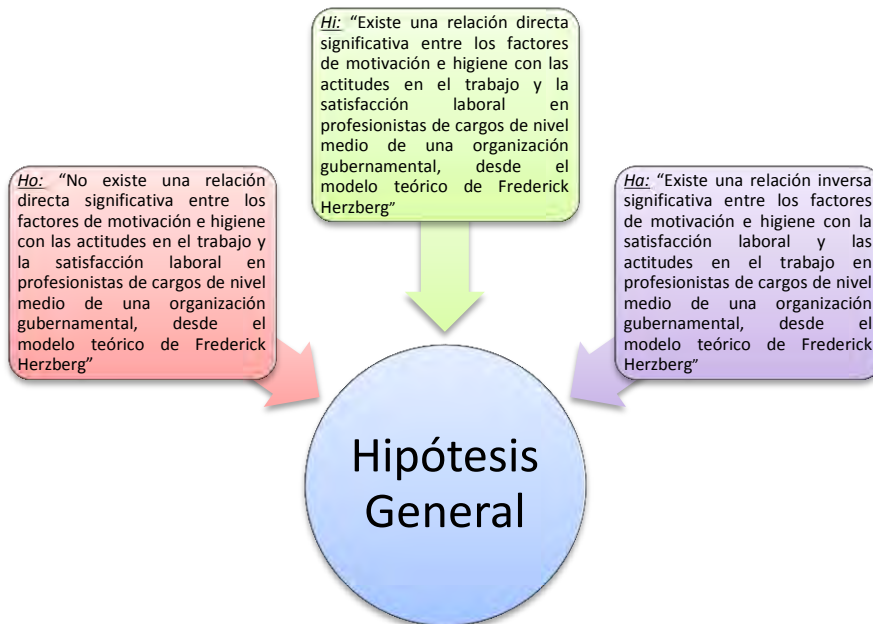 Hi: “Existe una relación directa
significativa entre los factores
de motivación e higiene con las
actitudes en el trabajo y la
satisfacción laboral en
profesionistas de cargos de nivel
medio de una organización
gubernamental, desde el
modelo teórico de Frederick
Herzberg”
Ho: “No existe una relación
directa significativa entre los
factores de motivación e higiene
con las actitudes en el trabajo y
la satisfacción laboral en
profesionistas de cargos de nivel
medio de una organización
gubernamental, desde el
modelo teórico de Frederick
Herzberg”
Ha: “Existe una relación inversa
significativa entre los factores
de motivación e higiene con la
satisfacción laboral y las
actitudes en el trabajo en
profesionistas de cargos de nivel
medio de una organización
gubernamental, desde el
modelo teórico de Frederick
Herzberg”
Hipótesis
General